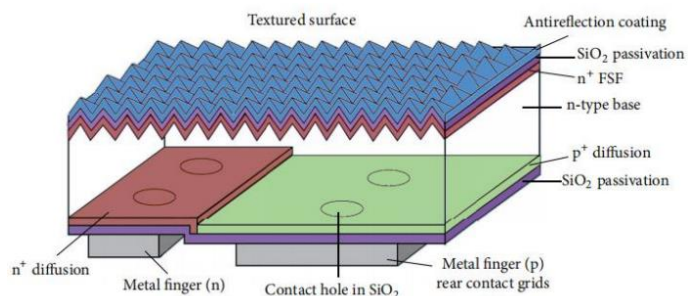 Textured surface
Antireflection coating
SiO₂ passivation
n⁺ FSF
n-type base
p⁺ diffusion
SiO₂ passivation
n⁺ diffusion
Metal finger (n)
Contact hole in SiO₂
Metal finger (p)
rear contact grids